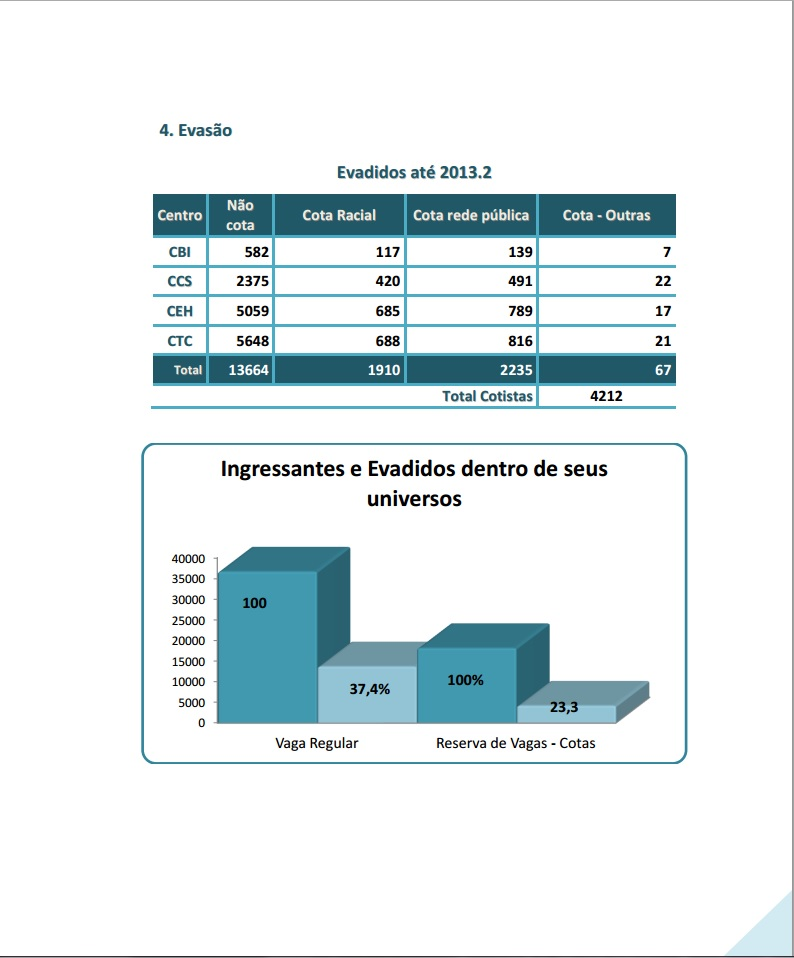 4. Evasão
Evadidos até 2013.2
Centro Não cota Cota Racial Cota rede pública Cota - Outras
CBI 582 117 139 7
CCS 2375 420 491 22
CEH 5059 685 789 17
CTC 5648 688 816 21
Total 13664 1910 2235 67
Total Cotistas 4212
Ingressantes e Evadidos dentro de seus
universos
40000
35000
30000
25000
20000
15000
10000
5000
0
100
37,4%
100%
23,3
Vaga Regular Reserva de Vagas - Cotas